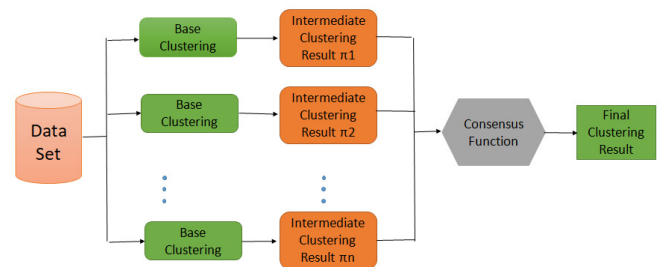 Data
Set
Base
Clustering
Intermediate
Clustering
Result π1
Base
Clustering
Intermediate
Clustering
Result π2
Base
Clustering
Intermediate
Clustering
Result πn
Consensus
Function
Final
Clustering
Result